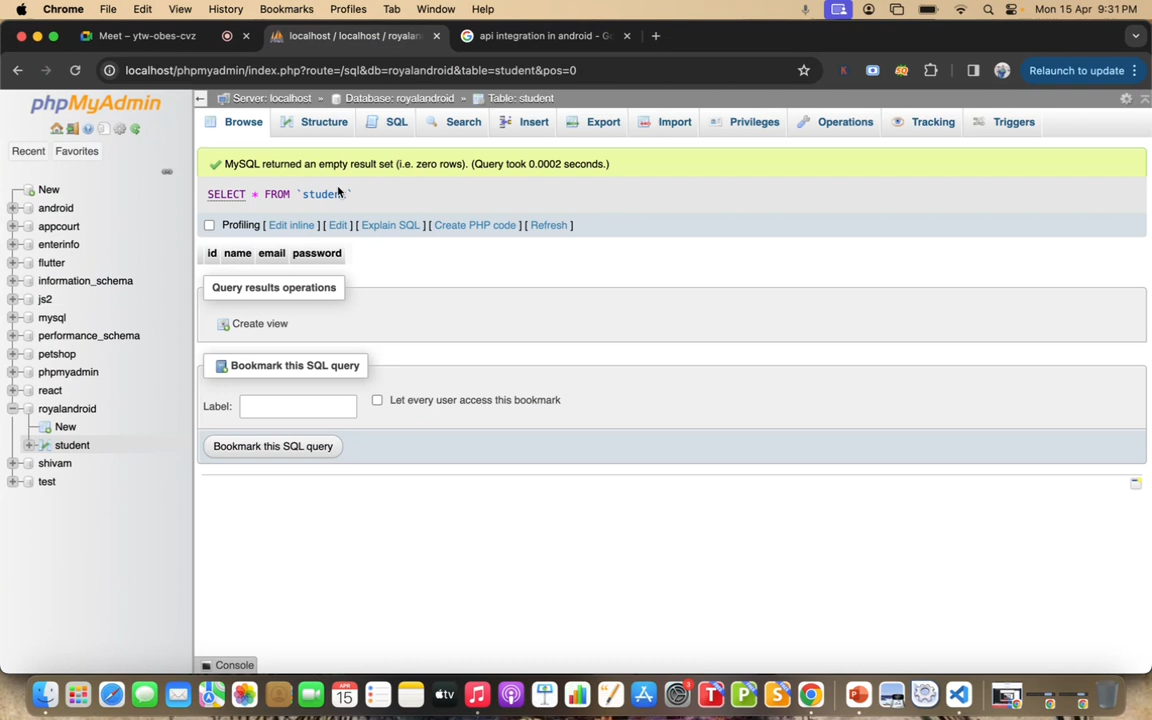 Chrome File Edit View History Bookmarks Profiles Tab Window Help Mon 15 Apr 9:31 PM
Meet – ytw-obes-cvz localhost / localhost / royalan api integration in android - Go
localhost/phpmyadmin/index.php?route=/sql&db=royalandroid&table=student&pos=0 Relaunch to update
phpMyAdmin
Recent Favorites
New
android
appcourt
enterinfo
flutter
information_schema
js2
mysql
performance_schema
petshop
phpmyadmin
react
royalandroid
New
student
shivam
test
Server: localhost » Database: royalandroid » Table: student
Browse Structure SQL Search Insert Export Import Privileges Operations Tracking Triggers
MySQL returned an empty result set (i.e. zero rows). (Query took 0.0002 seconds.)
SELECT * FROM `student`
Profiling [ Edit inline ] [ Edit ] [ Explain SQL ] [ Create PHP code ] [ Refresh ]
id name email password
Query results operations
Create view
Bookmark this SQL query
Label: Let every user access this bookmark
Bookmark this SQL query
Console
APR
15
tv
3